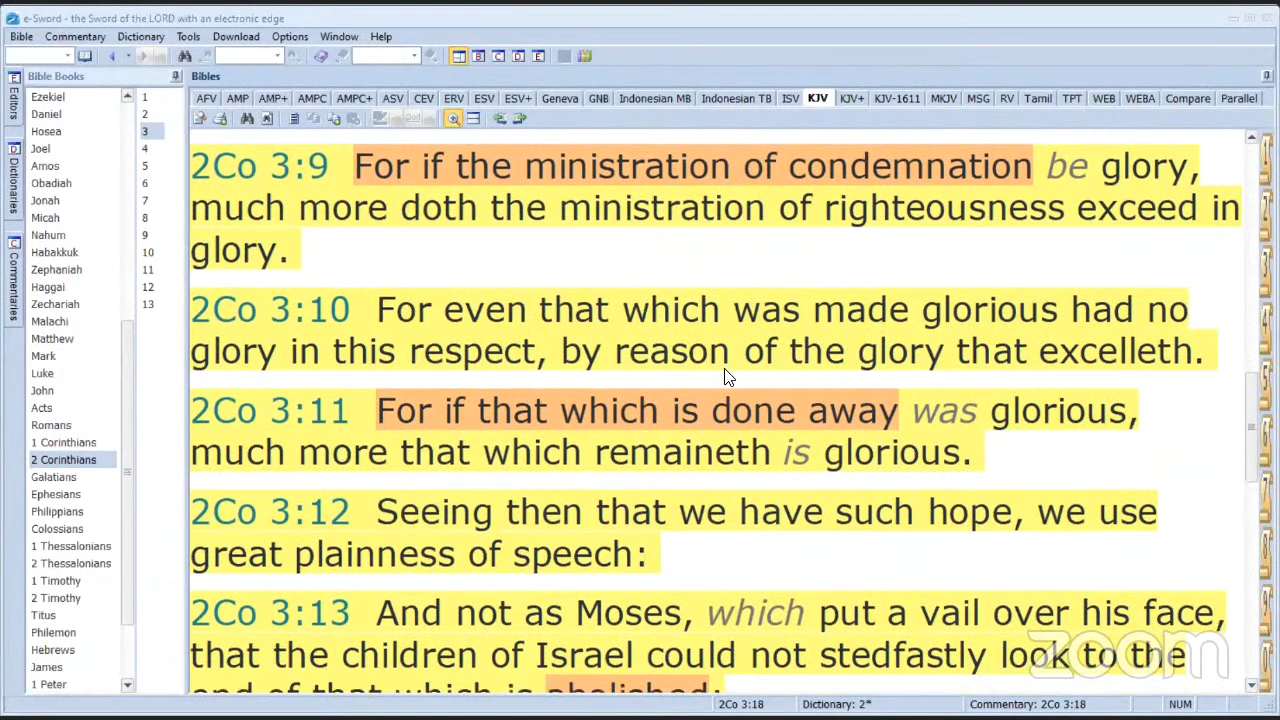 e-Sword - the Sword of the LORD with an electronic edge
Bible Commentary Dictionary Tools Download Options Window Help
B C D E
Bible Books
Bibles
E Editors
D Dictionaries
C Commentaries
Ezekiel
Daniel
Hosea
Joel
Amos
Obadiah
Jonah
Micah
Nahum
Habakkuk
Zephaniah
Haggai
Zechariah
Malachi
Matthew
Mark
Luke
John
Acts
Romans
1 Corinthians
2 Corinthians
Galatians
Ephesians
Philippians
Colossians
1 Thessalonians
2 Thessalonians
1 Timothy
2 Timothy
Titus
Philemon
Hebrews
James
1 Peter
1
2
3
4
5
6
7
8
9
10
11
12
13
AFV AMP AMP+ AMPC AMPC+ ASV CEV ERV ESV ESV+ Geneva GNB Indonesian MB Indonesian TB ISV KJV KJV+ KJV-1611 MKJV MSG RV Tamil TPT WEB WEBA Compare Parallel
2Co 3:9 For if the ministration of condemnation be glory,
much more doth the ministration of righteousness exceed in
glory.
2Co 3:10 For even that which was made glorious had no
glory in this respect, by reason of the glory that excelleth.
2Co 3:11 For if that which is done away was glorious,
much more that which remaineth is glorious.
2Co 3:12 Seeing then that we have such hope, we use
great plainness of speech:
2Co 3:13 And not as Moses, which put a vail over his face,
that the children of Israel could not stedfastly look to the
end of that which is abolished:
zoom
2Co 3:18 Dictionary: 2* Commentary: 2Co 3:18 NUM